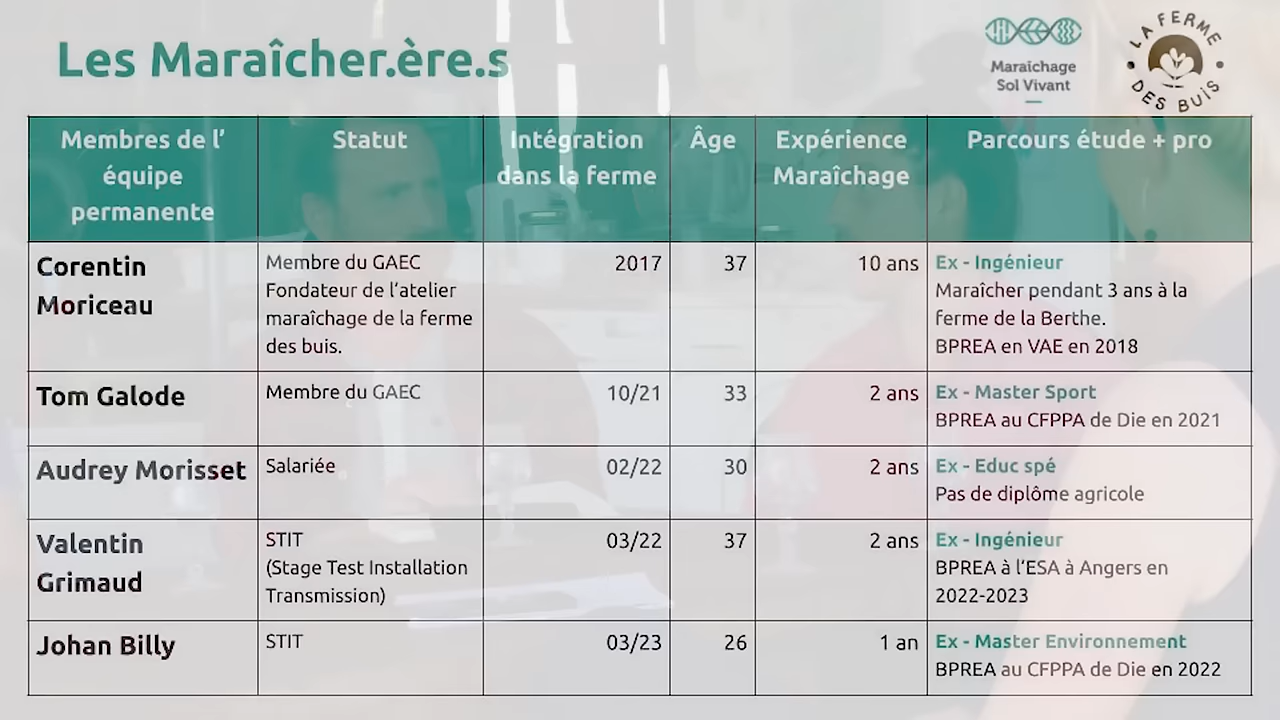 Les Maraîcher.ère.s
Maraîchage
Sol Vivant
LA FERME
DES BUIS
Membres de l'
équipe
permanente
Statut
Intégration
dans la ferme
Âge
Expérience
Maraîchage
Parcours étude + pro
Corentin
Moriceau
Membre du GAEC
Fondateur de l'atelier
maraîchage de la ferme
des buis.
2017
37
10 ans
Ex - Ingénieur
Maraîcher pendant 3 ans à la
ferme de la Berthe.
BPREA en VAE en 2018
Tom Galode
Membre du GAEC
10/21
33
2 ans
Ex - Master Sport
BPREA au CFPPA de Die en 2021
Audrey Morisset
Salariée
02/22
30
2 ans
Ex - Educ spé
Pas de diplôme agricole
Valentin
Grimaud
STIT
(Stage Test Installation
Transmission)
03/22
37
2 ans
Ex - Ingénieur
BPREA à l'ESA à Angers en
2022-2023
Johan Billy
STIT
03/23
26
1 an
Ex - Master Environnement
BPREA au CFPPA de Die en 2022